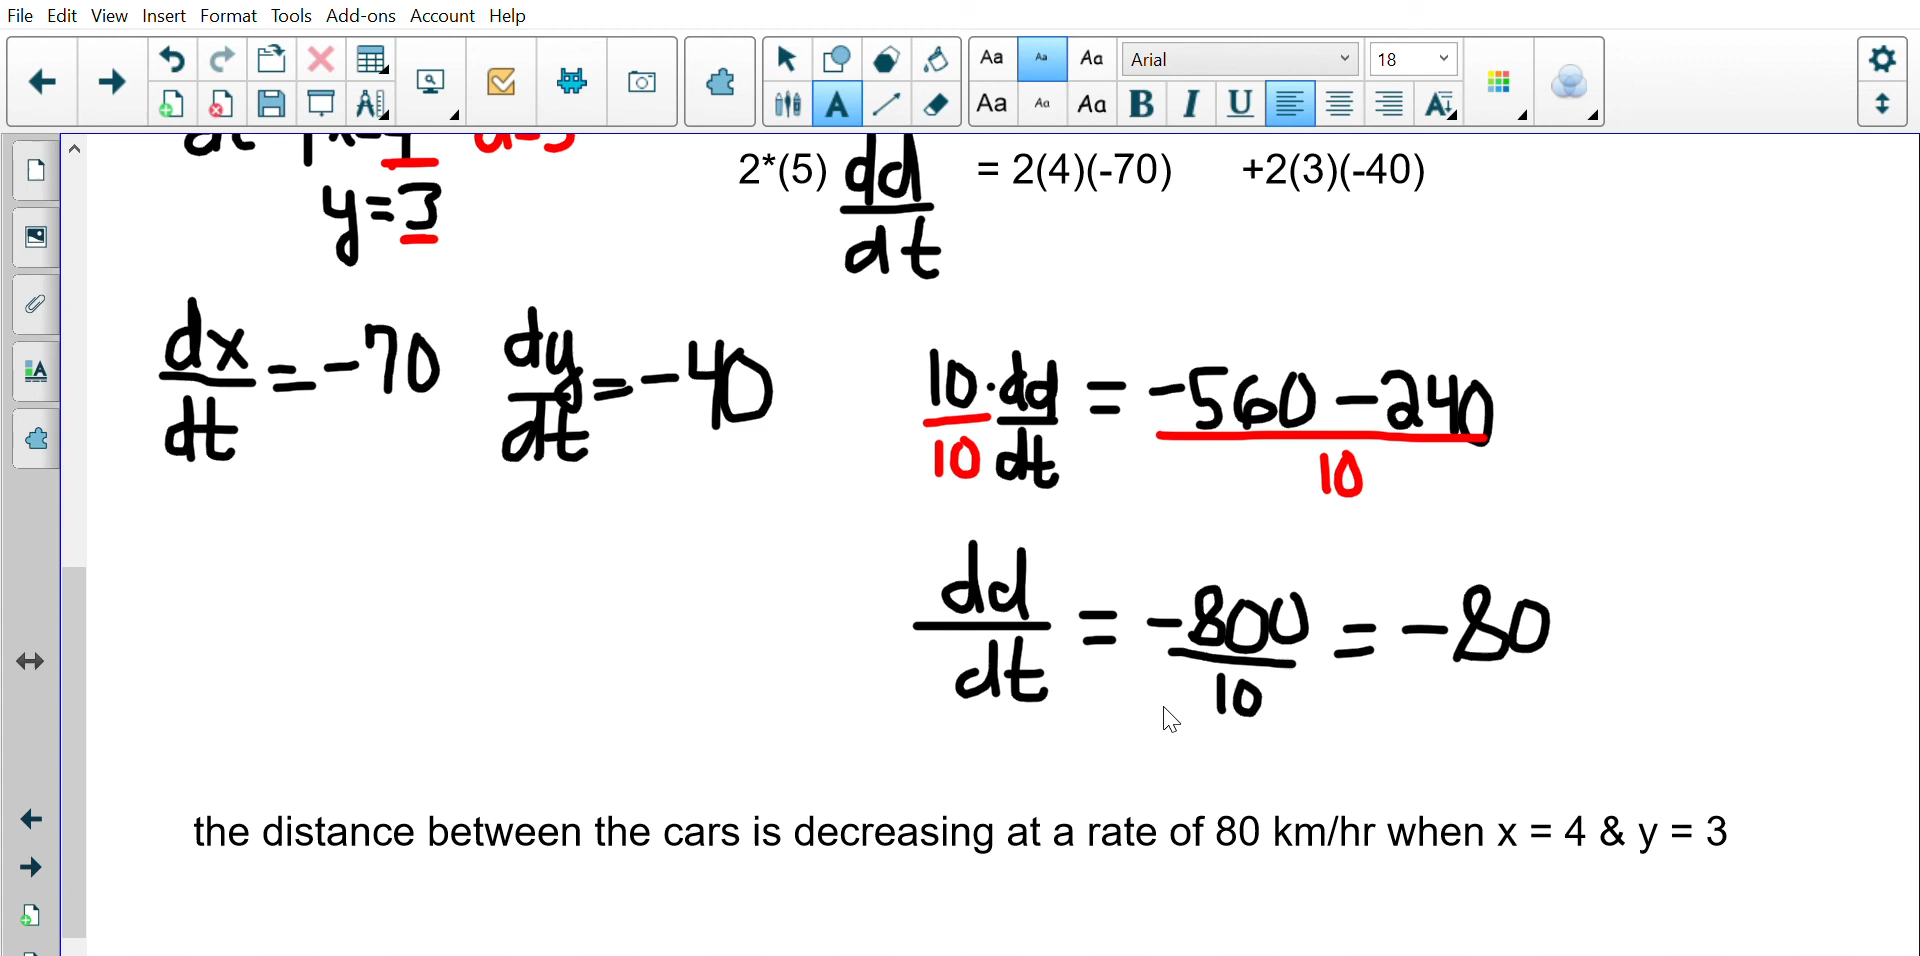 File Edit View Insert Format Tools Add-ons Account Help
Aa Aa Aa Arial 18
Aa Aa Aa B I U
2*(5) dd/dt = 2(4)(-70) +2(3)(-40)
y=3
dx/dt = -70 dy/dt = -40
10·dd/dt = -560-240
10 10
dd/dt = -800/10 = -80
the distance between the cars is decreasing at a rate of 80 km/hr when x = 4 & y = 3